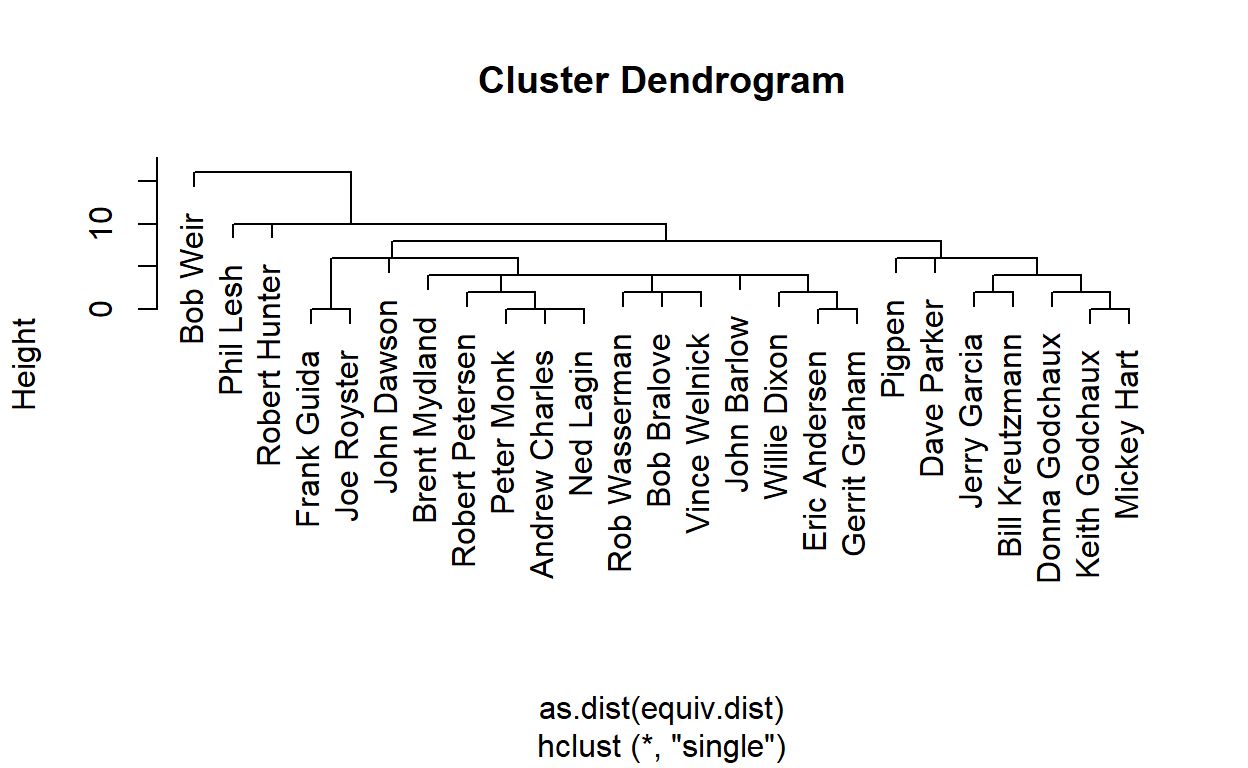 Cluster Dendrogram
Height
10
0
Bob Weir
Phil Lesh
Robert Hunter
Frank Guida
Joe Royster
John Dawson
Brent Mydland
Robert Petersen
Peter Monk
Andrew Charles
Ned Lagin
Rob Wasserman
Bob Bralove
Vince Welnick
John Barlow
Willie Dixon
Eric Andersen
Gerrit Graham
Pigpen
Dave Parker
Jerry Garcia
Bill Kreutzmann
Donna Godchaux
Keith Godchaux
Mickey Hart
as.dist(equiv.dist)
hclust (*, "single")